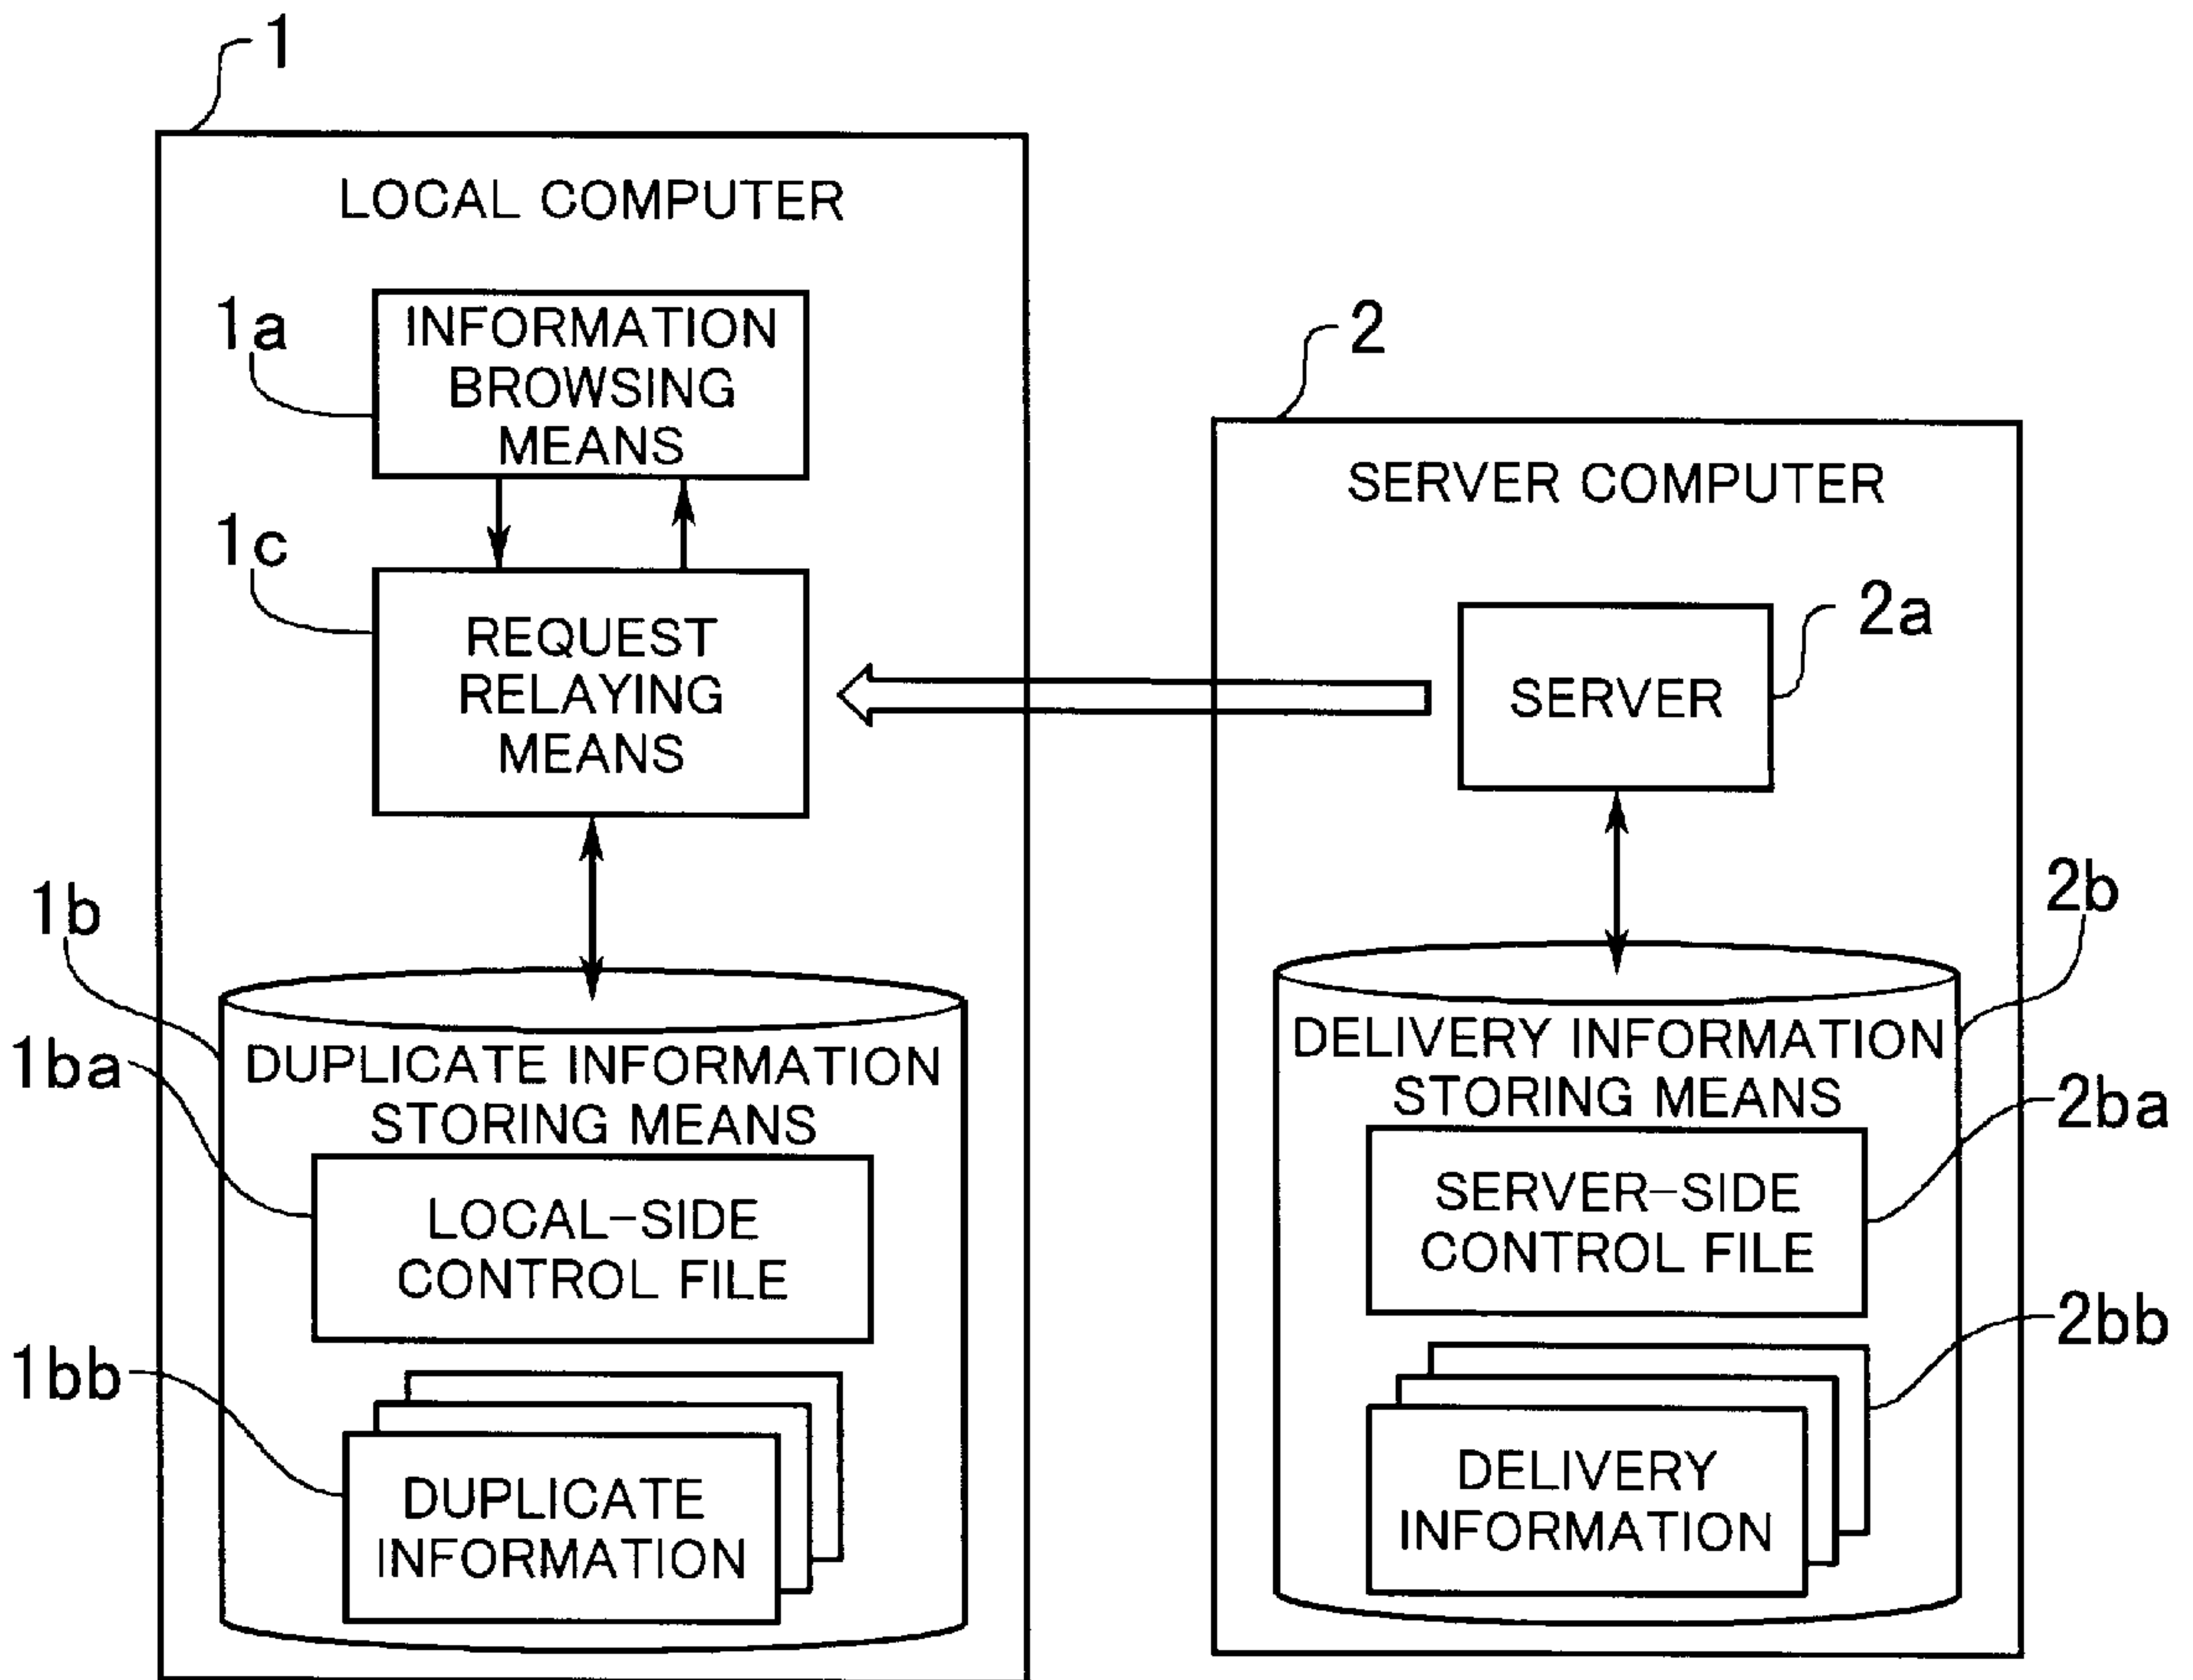 1
LOCAL COMPUTER
1a
INFORMATION
BROWSING
MEANS
1c
REQUEST
RELAYING
MEANS
1b
DUPLICATE INFORMATION
STORING MEANS
1ba
LOCAL-SIDE
CONTROL FILE
1bb
DUPLICATE
INFORMATION
2
SERVER COMPUTER
2a
SERVER
2b
DELIVERY INFORMATION
STORING MEANS
2ba
SERVER-SIDE
CONTROL FILE
2bb
DELIVERY
INFORMATION